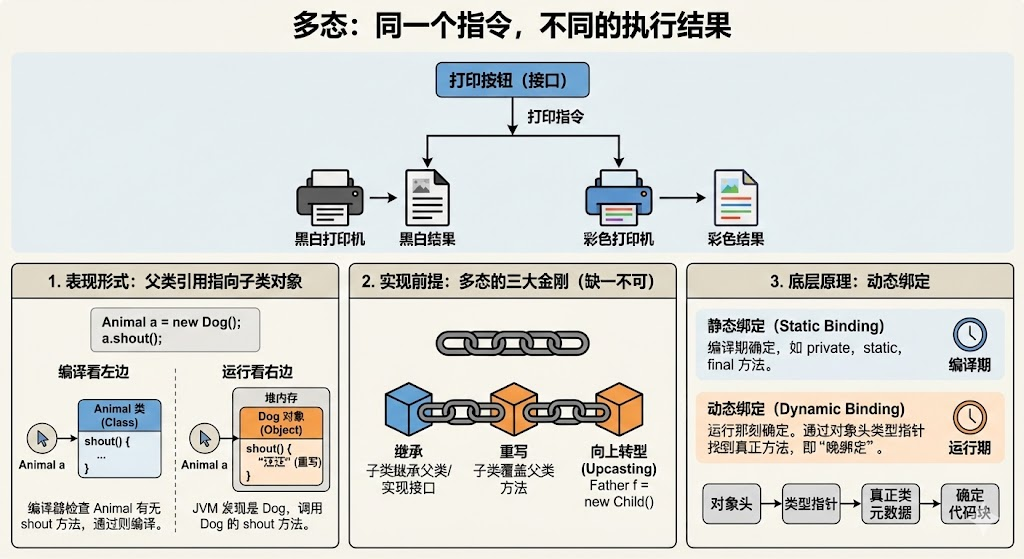 多态：同一个指令，不同的执行结果
打印按钮（接口）
打印指令
黑白打印机
黑白结果
彩色打印机
彩色结果
1. 表现形式：父类引用指向子类对象
Animal a = new Dog();
a.shout();
编译看左边
Animal a
Animal 类
(Class)
shout() {
...
}
编译器检查 Animal 有无
shout 方法，通过则编译。
运行看右边
Animal a
堆内存
Dog 对象
(Object)
shout() {
“汪汪” (重写)
}
JVM 发现是 Dog，调用
Dog 的 shout 方法。
2. 实现前提：多态的三大金刚（缺一不可）
继承
子类继承父类/
实现接口
重写
子类覆盖父类
方法
向上转型
(Upcasting)
Father f =
new Child()
3. 底层原理：动态绑定
静态绑定（Static Binding）
编译期确定，如 private，static，
final 方法。
编译期
动态绑定（Dynamic Binding）
运行那刻确定。通过对象头类型指针
找到真正方法，即 “晚绑定”。
运行期
对象头
类型指针
真正类
元数据
确定
代码块